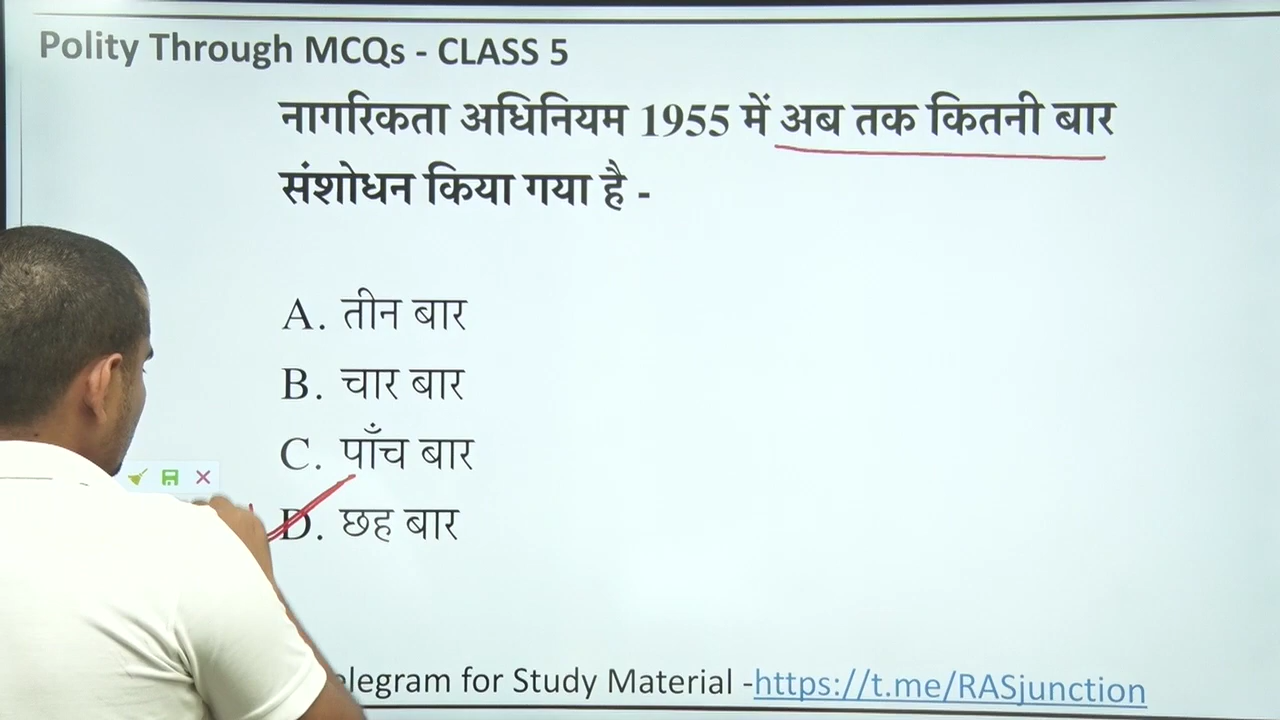 Polity Through MCQs - CLASS 5
नागरिकता अधिनियम 1955 में अब तक कितनी बार
संशोधन किया गया है -
A. तीन बार
B. चार बार
C. पाँच बार
D. छह बार
for Study Material -https://t.me/RASjunction